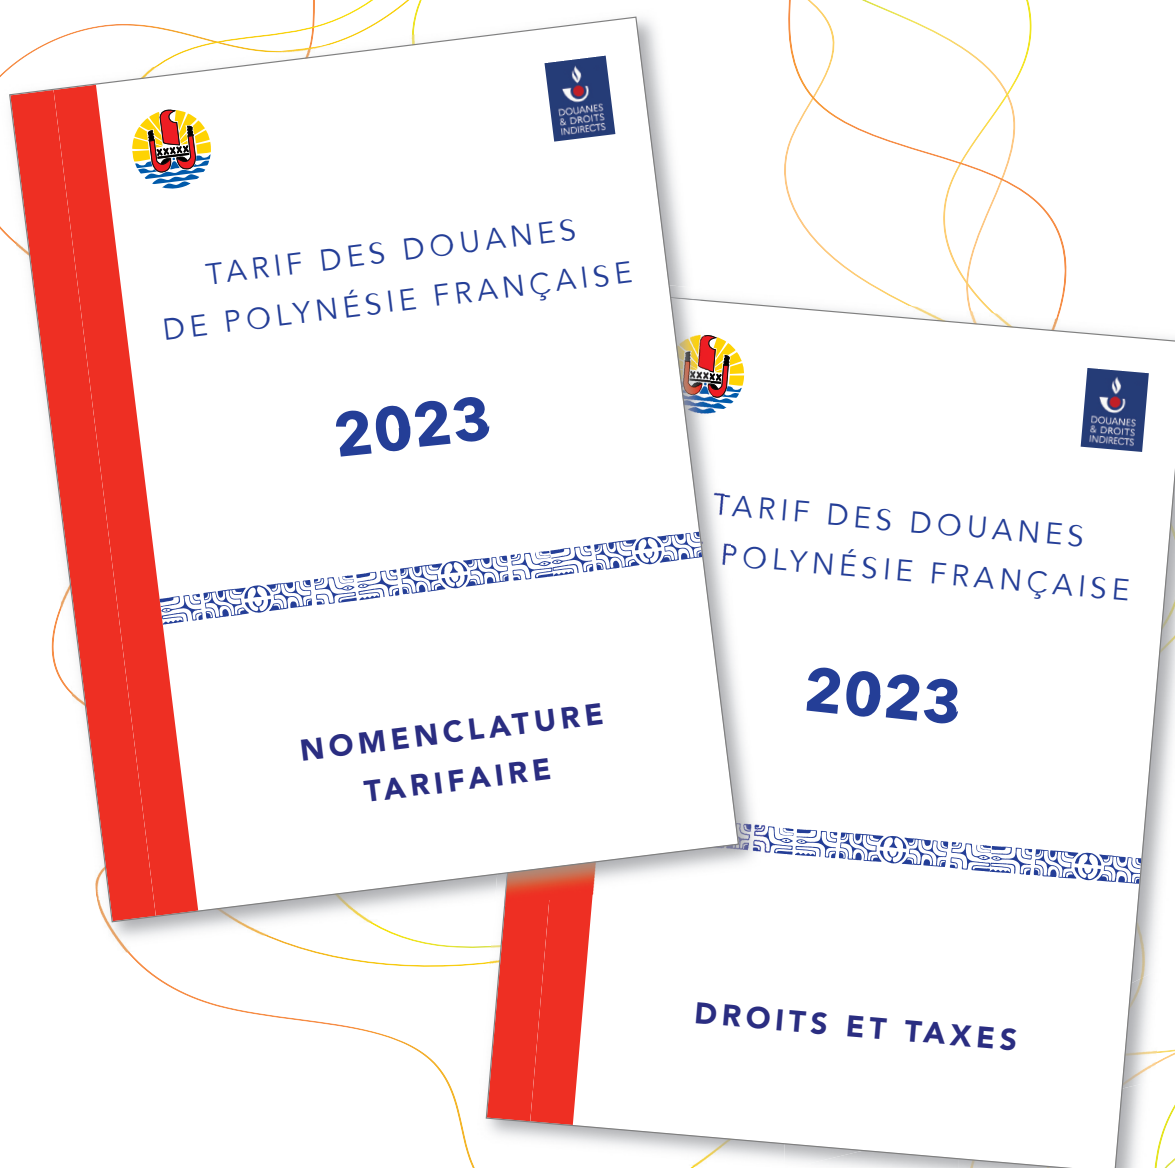 DOUANES
& DROITS
INDIRECTS
TARIF DES DOUANES
DE POLYNÉSIE FRANÇAISE
2023
NOMENCLATURE
TARIFAIRE
DOUANES
& DROITS
INDIRECTS
TARIF DES DOUANES
POLYNÉSIE FRANÇAISE
2023
DROITS ET TAXES